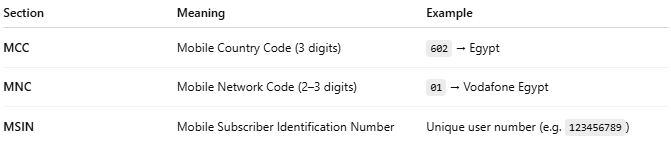 Section Meaning Example
MCC Mobile Country Code (3 digits) 602 → Egypt
MNC Mobile Network Code (2–3 digits) 01 → Vodafone Egypt
MSIN Mobile Subscriber Identification Number Unique user number (e.g. 123456789 )